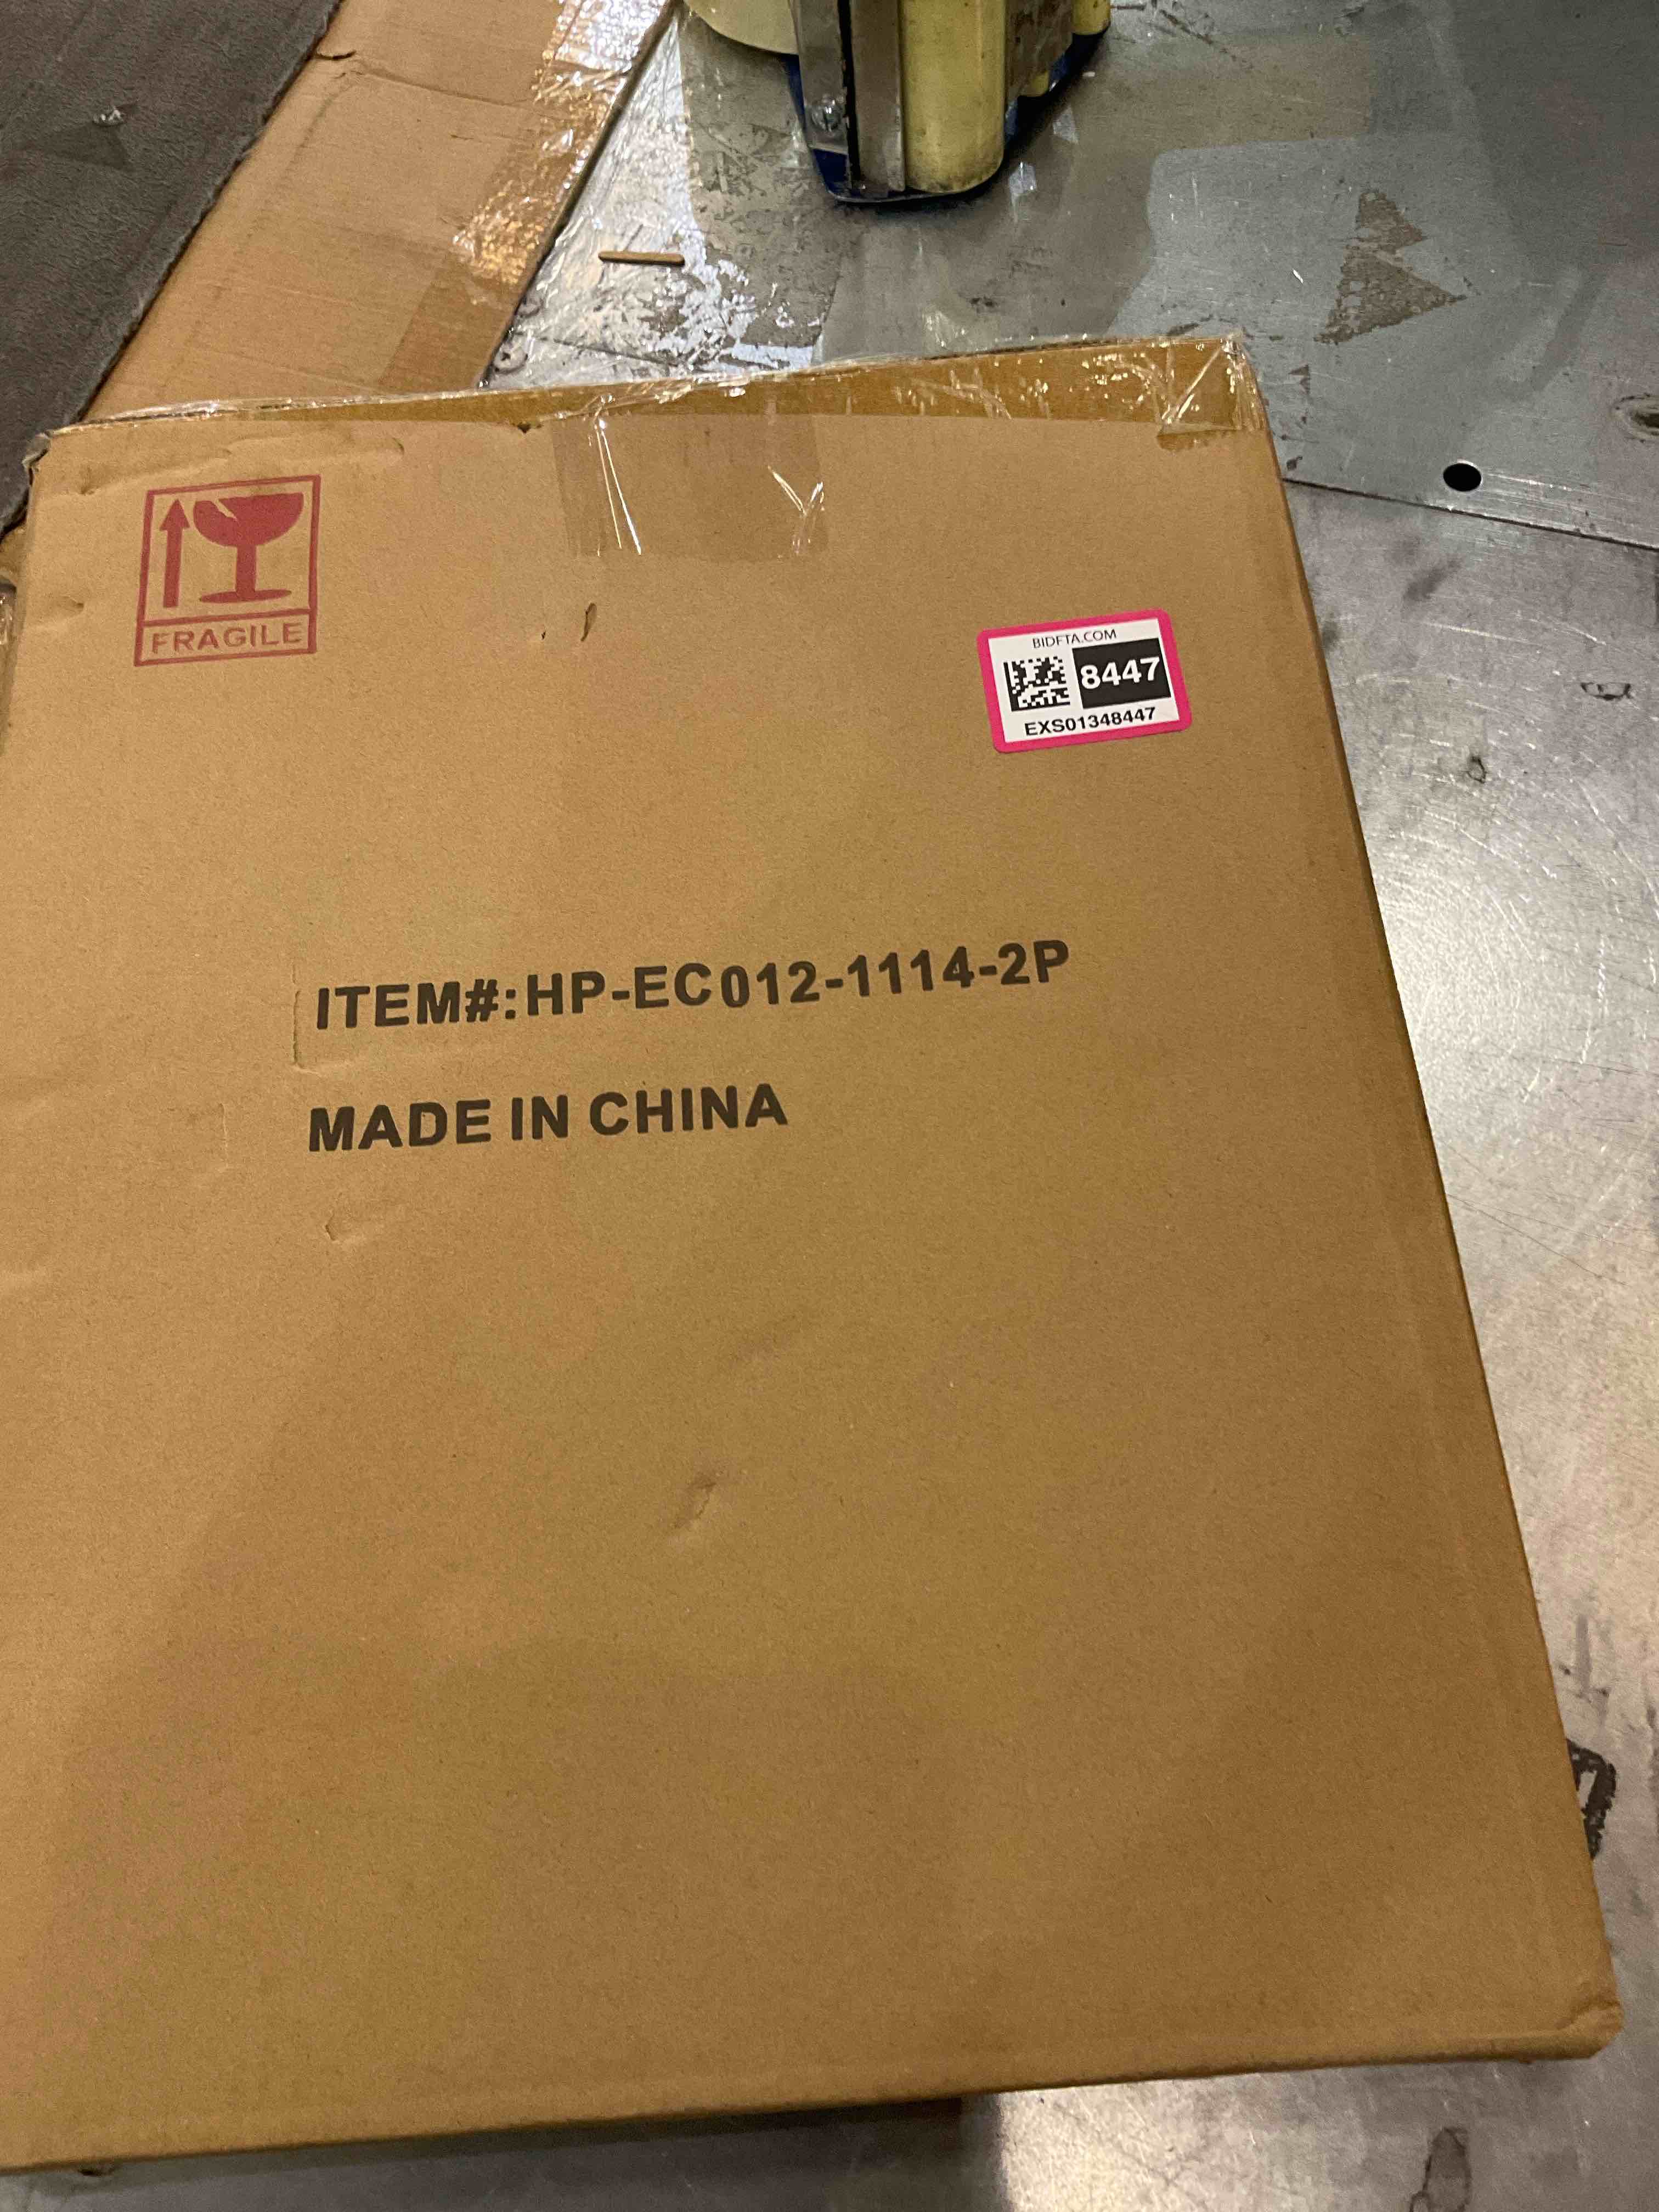 FRAGILE
BIDFTA.COM
8447
EXS01348447
ITEM#:HP-EC012-1114-2P
MADE IN CHINA